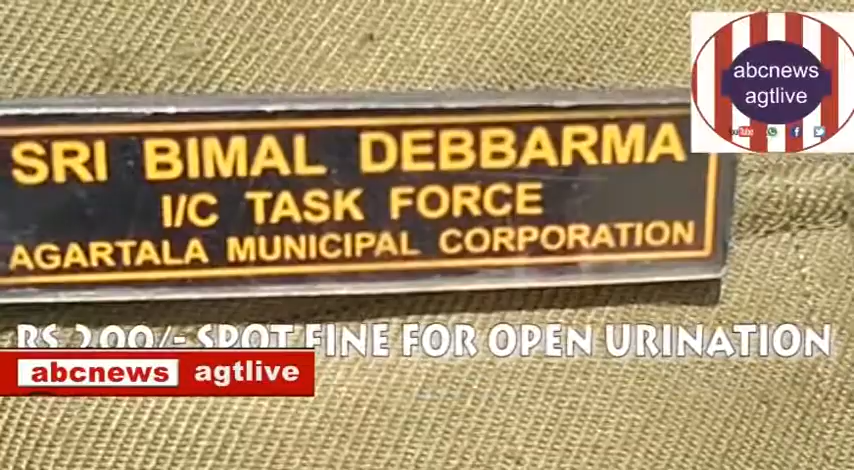 abcnews
agtlive
SRI BIMAL DEBBARMA
I/C TASK FORCE
AGARTALA MUNICIPAL CORPORATION
RS 200/- SPOT FINE FOR OPEN URINATION
abcnews agtlive